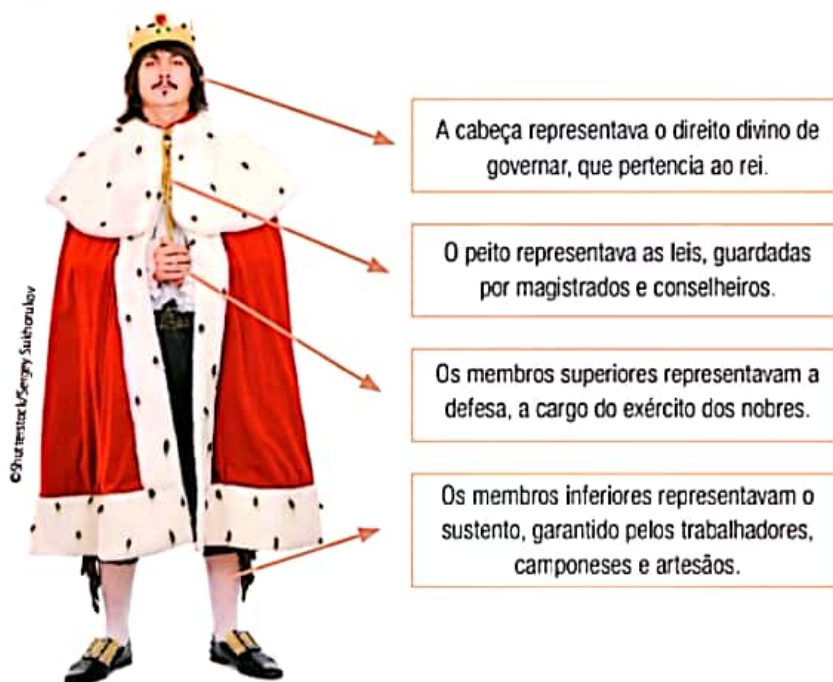 A cabeça representava o direito divino de
governar, que pertencia ao rei.
O peito representava as leis, guardadas
por magistrados e conselheiros.
©Shutterstock/Sergey Sukhorukov
Os membros superiores representavam a
defesa, a cargo do exército dos nobres.
Os membros inferiores representavam o
sustento, garantido pelos trabalhadores,
camponeses e artesãos.